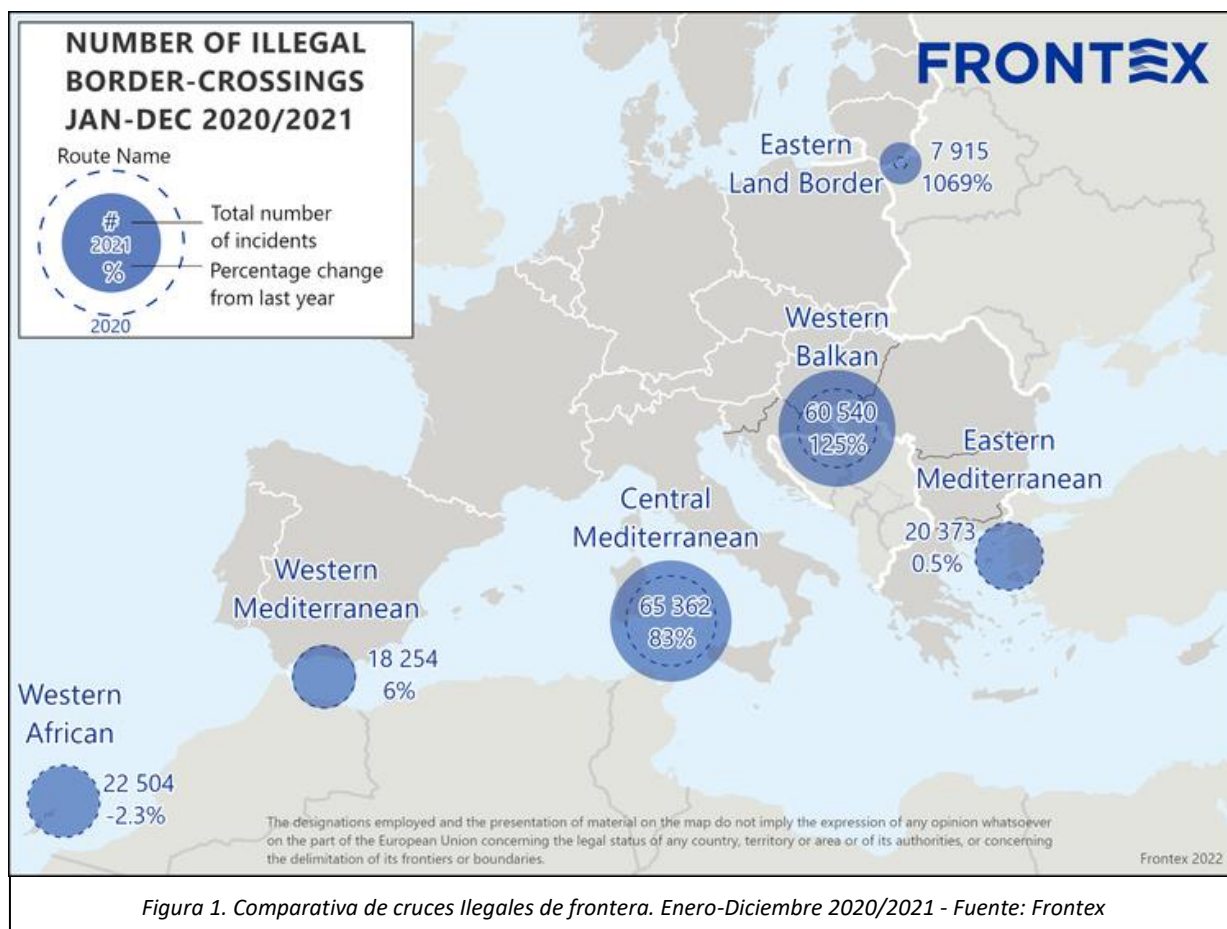 NUMBER OF ILLEGAL
BORDER-CROSSINGS
JAN-DEC 2020/2021
Route Name
#
2021
%
Total number
of incidents
Percentage change
from last year
2020
FRONTEX
Eastern
Land Border
7 915
1069%
Western
Balkan
60 540
125%
Eastern
Mediterranean
20 373
0.5%
Central
Mediterranean
65 362
83%
Western
Mediterranean
18 254
6%
Western
African
22 504
-2.3%
The designations employed and the presentation of material on the map do not imply the expression of any opinion whatsoever
on the part of the European Union concerning the legal status of any country, territory or area or of its authorities, or concerning
the delimitation of its frontiers or boundaries.
Frontex 2022
Figura 1. Comparativa de cruces Ilegales de frontera. Enero-Diciembre 2020/2021 - Fuente: Frontex